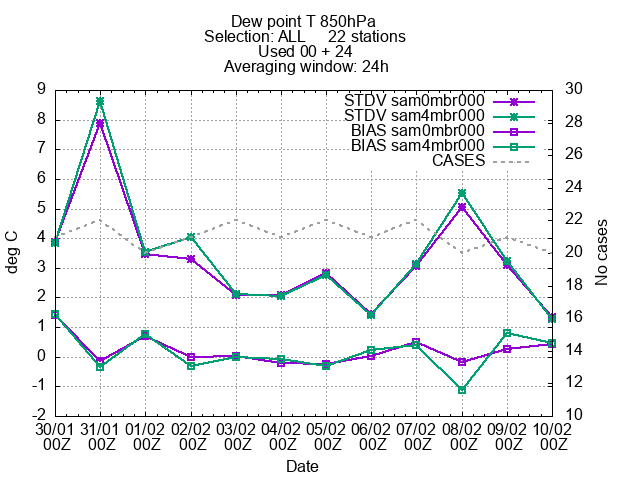 Dew point T 850hPa
Selection: ALL 22 stations
Used 00 + 24
Averaging window: 24h
9 30
8 28
7 26
6 24
5 22
4 20
3 18
2 16
1 14
0 12
-1 10
-2
STDV sam0mbr000
STDV sam4mbr000
BIAS sam0mbr000
BIAS sam4mbr000
CASES
deg C
No cases
30/01 31/01 01/02 02/02 03/02 04/02 05/02 06/02 07/02 08/02 09/02 10/02
00Z 00Z 00Z 00Z 00Z 00Z 00Z 00Z 00Z 00Z 00Z 00Z
Date